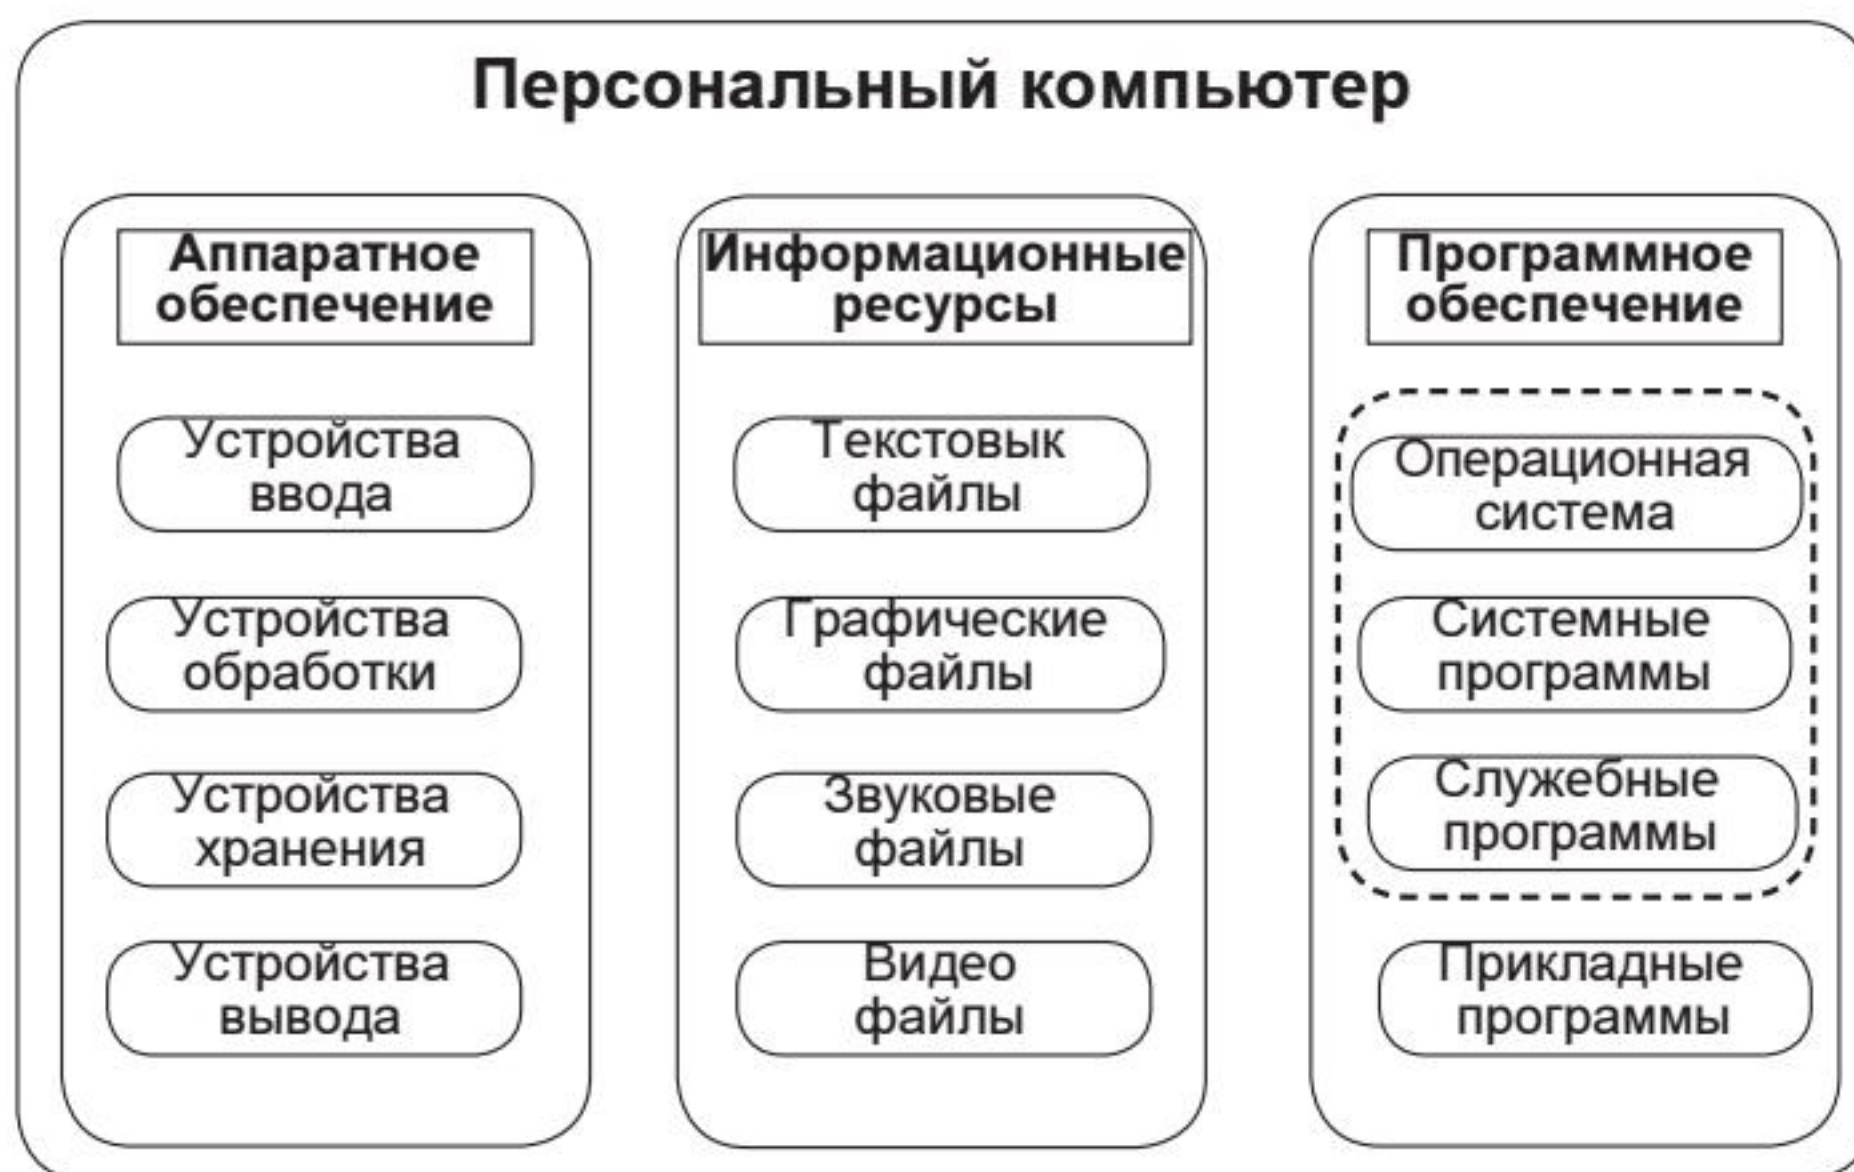 Персональный компьютер
Аппаратное
обеспечение
Устройства
ввода
Устройства
обработки
Устройства
хранения
Устройства
вывода
Информационные
ресурсы
Текстовык
файлы
Графические
файлы
Звуковые
файлы
Видео
файлы
Программное
обеспечение
Операционная
система
Системные
программы
Служебные
программы
Прикладные
программы